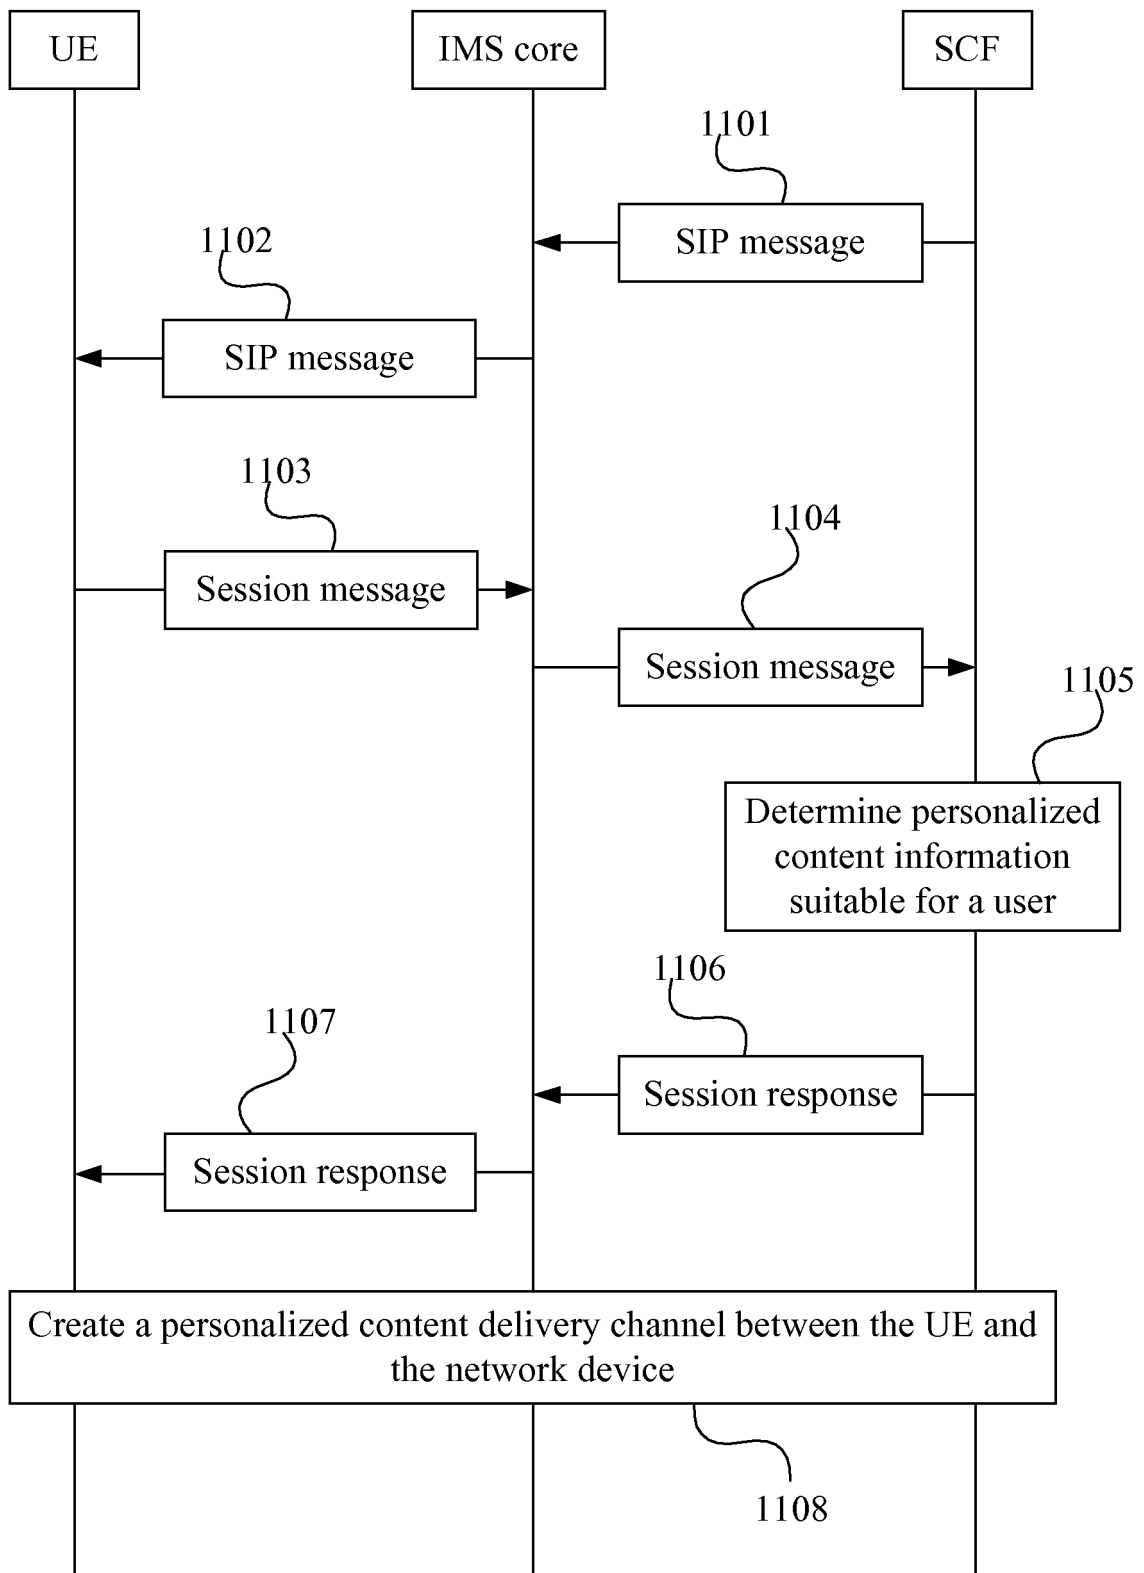 UE
IMS core
SCF
1101
SIP message
1102
SIP message
1103
Session message
1104
Session message
1105
Determine personalized
content information
suitable for a user
1106
Session response
1107
Session response
Create a personalized content delivery channel between the UE and
the network device
1108